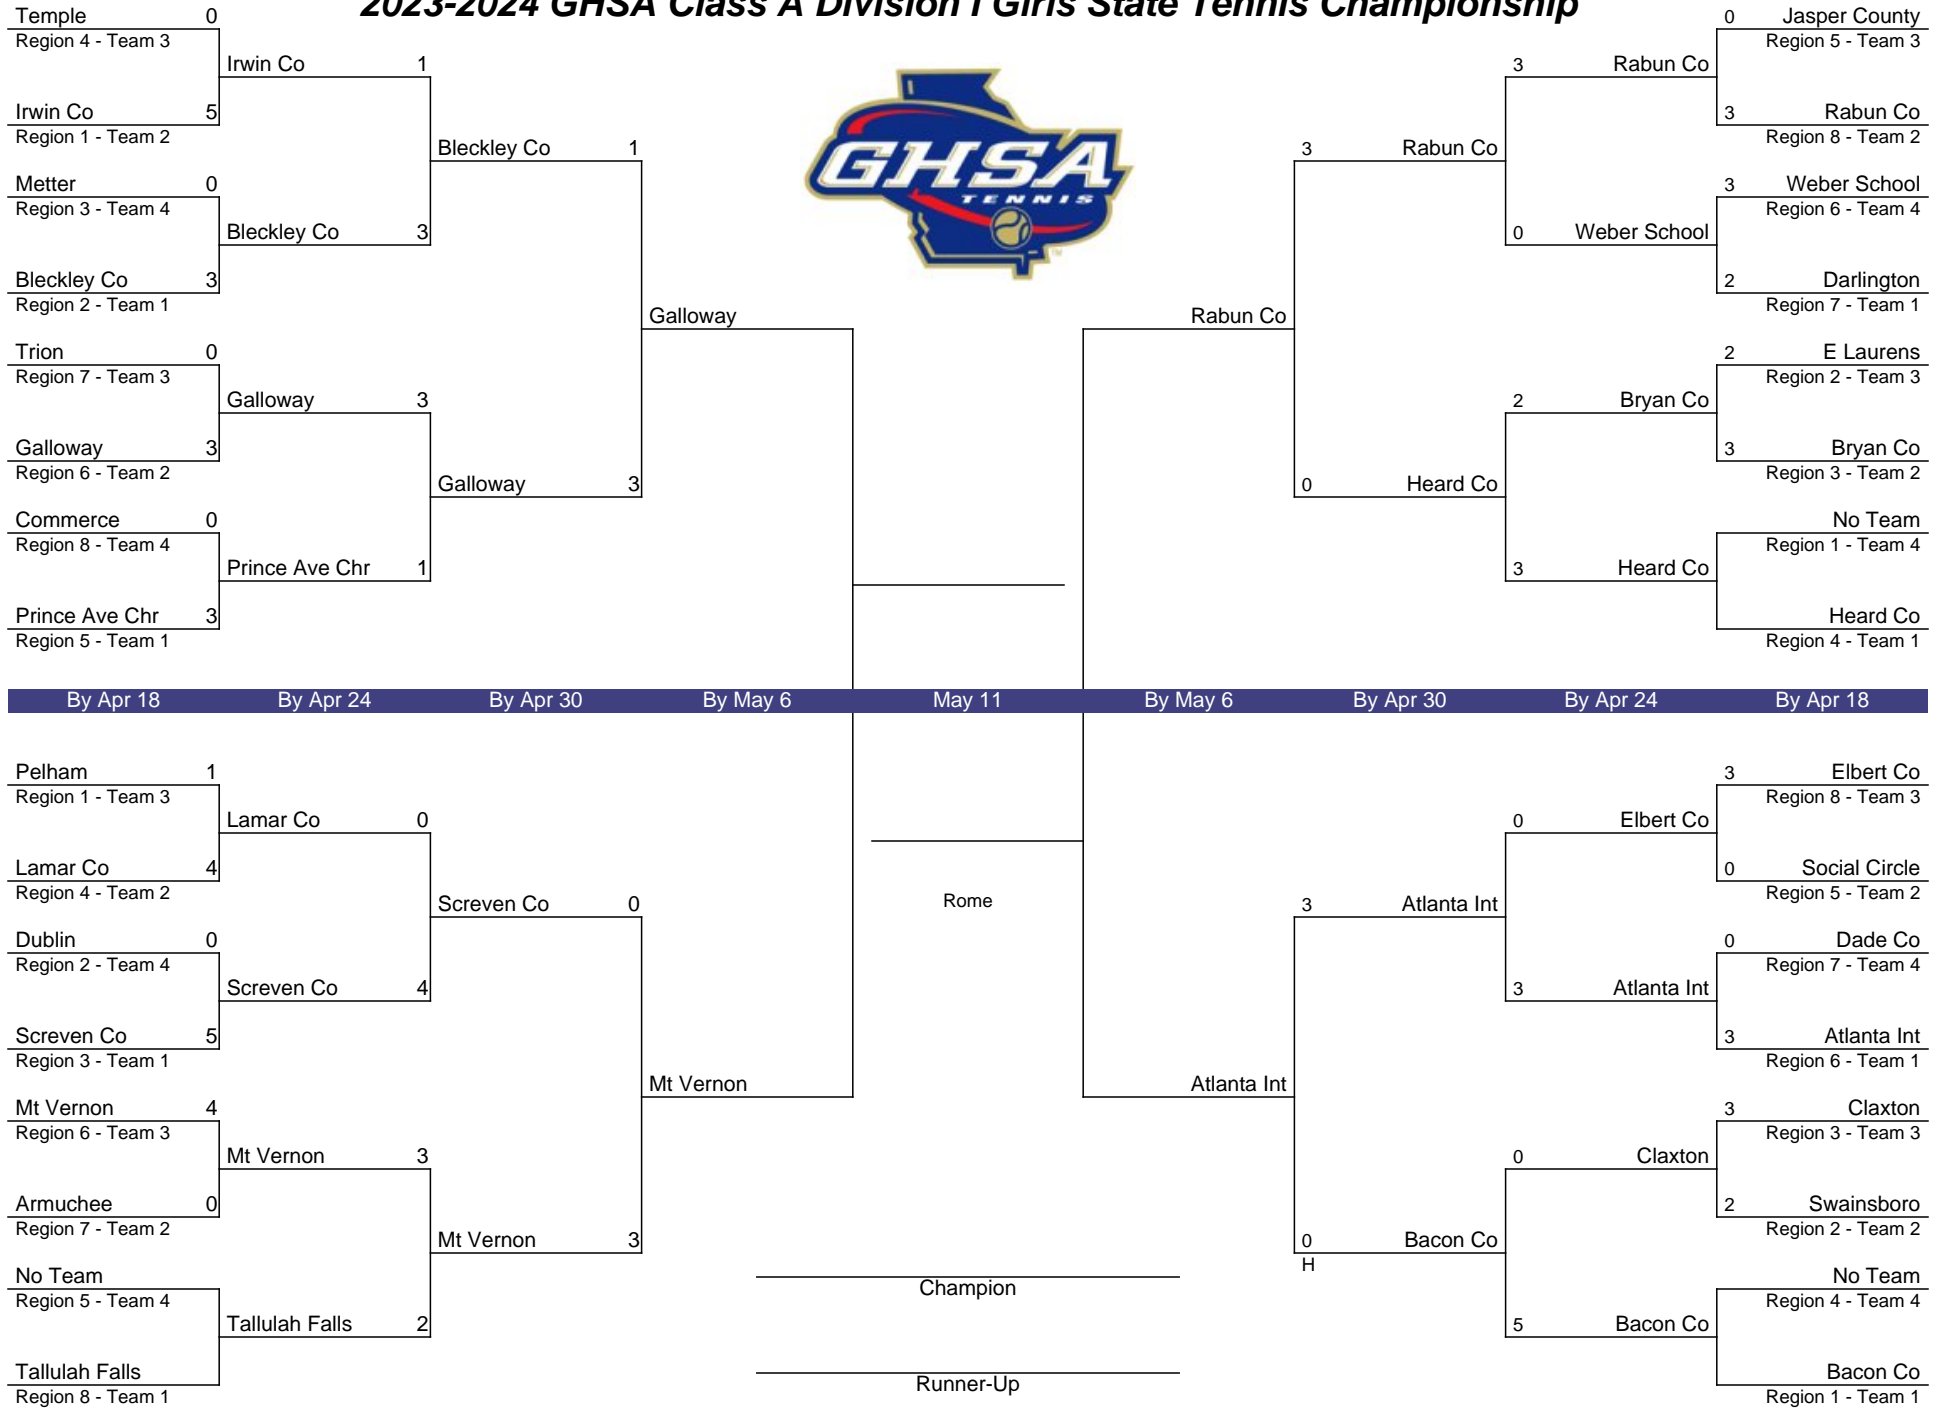 2023-2024 GHSA Class A Division I Girls State Tennis Championship
Temple 0
Region 4 - Team 3
Irwin Co 1
Irwin Co 5
Region 1 - Team 2
Bleckley Co 1
Metter 0
Region 3 - Team 4
Bleckley Co 3
Bleckley Co 3
Region 2 - Team 1
Galloway
Trion 0
Region 7 - Team 3
Galloway 3
Galloway 3
Region 6 - Team 2
Galloway 3
Commerce 0
Region 8 - Team 4
Prince Ave Chr 1
Prince Ave Chr 3
Region 5 - Team 1
GHSA
TENNIS
TM
0 Jasper County
Region 5 - Team 3
3 Rabun Co
3 Rabun Co
Region 8 - Team 2
3 Rabun Co
3 Weber School
Region 6 - Team 4
0 Weber School
2 Darlington
Region 7 - Team 1
Rabun Co
2 E Laurens
Region 2 - Team 3
2 Bryan Co
3 Bryan Co
Region 3 - Team 2
0 Heard Co
No Team
Region 1 - Team 4
3 Heard Co
Heard Co
Region 4 - Team 1
By Apr 18 By Apr 24 By Apr 30 By May 6 May 11 By May 6 By Apr 30 By Apr 24 By Apr 18
Pelham 1
Region 1 - Team 3
Lamar Co 0
Lamar Co 4
Region 4 - Team 2
Screven Co 0
Dublin 0
Region 2 - Team 4
Screven Co 4
Screven Co 5
Region 3 - Team 1
Mt Vernon
Mt Vernon 4
Region 6 - Team 3
Mt Vernon 3
Armuchee 0
Region 7 - Team 2
Mt Vernon 3
No Team
Region 5 - Team 4
Tallulah Falls 2
Tallulah Falls
Region 8 - Team 1
Rome
Champion
Runner-Up
3 Elbert Co
Region 8 - Team 3
0 Elbert Co
0 Social Circle
Region 5 - Team 2
3 Atlanta Int
0 Dade Co
Region 7 - Team 4
3 Atlanta Int
3 Atlanta Int
Region 6 - Team 1
Atlanta Int
3 Claxton
Region 3 - Team 3
0 Claxton
2 Swainsboro
Region 2 - Team 2
0 Bacon Co
H
No Team
Region 4 - Team 4
5 Bacon Co
Bacon Co
Region 1 - Team 1